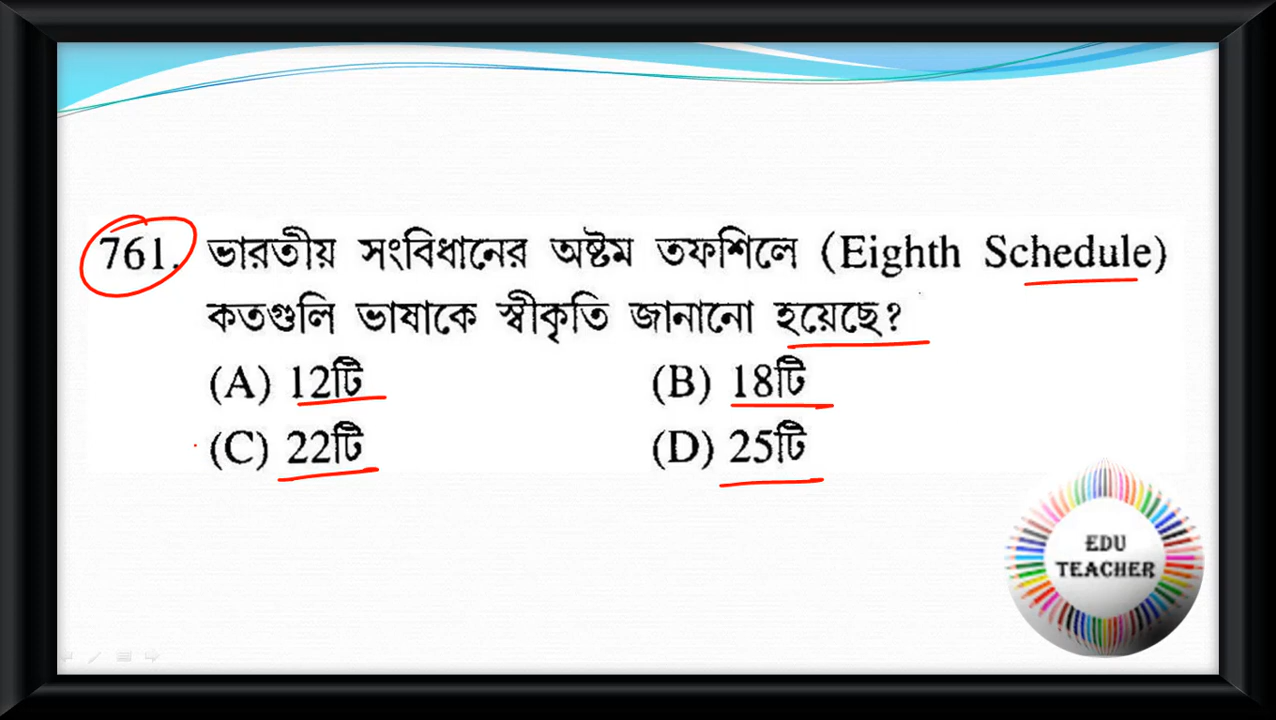 761. ভারতীয় সংবিধানের অষ্টম তফশিলে (Eighth Schedule)
কতগুলি ভাষাকে স্বীকৃতি জানানো হয়েছে?
(A) 12টি (B) 18টি
(C) 22টি (D) 25টি
EDU
TEACHER